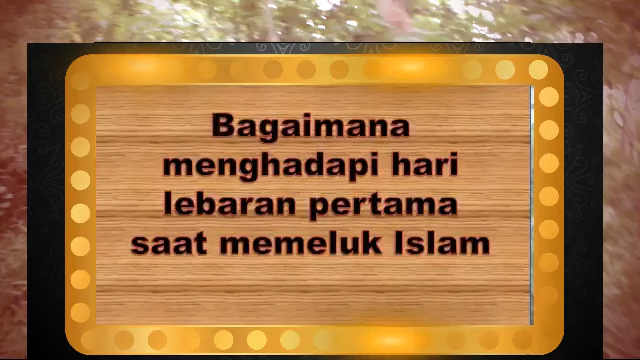 Bagaimana
menghadapi hari
lebaran pertama
saat memeluk Islam